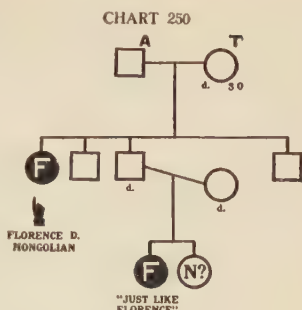 CHART 250
A T
d. 30
F
d.
d.
FLORENCE D.
MONGOLIAN
F N?
"JUST LIKE
FLORENCE"